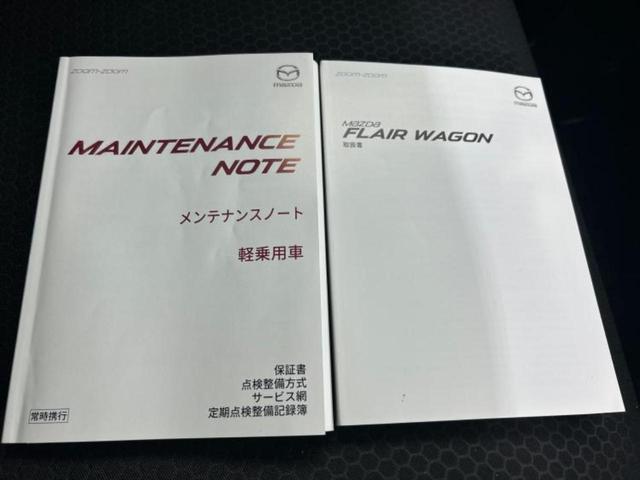 zoom-zoom
mazda
MAINTENANCE
NOTE
メンテナンスノート
軽乗用車
保証書
点検整備方式
サービス網
定期点検整備記録簿
常時携行
zoom-zoom
mazda
MAZDA
FLAIR WAGON
取扱書